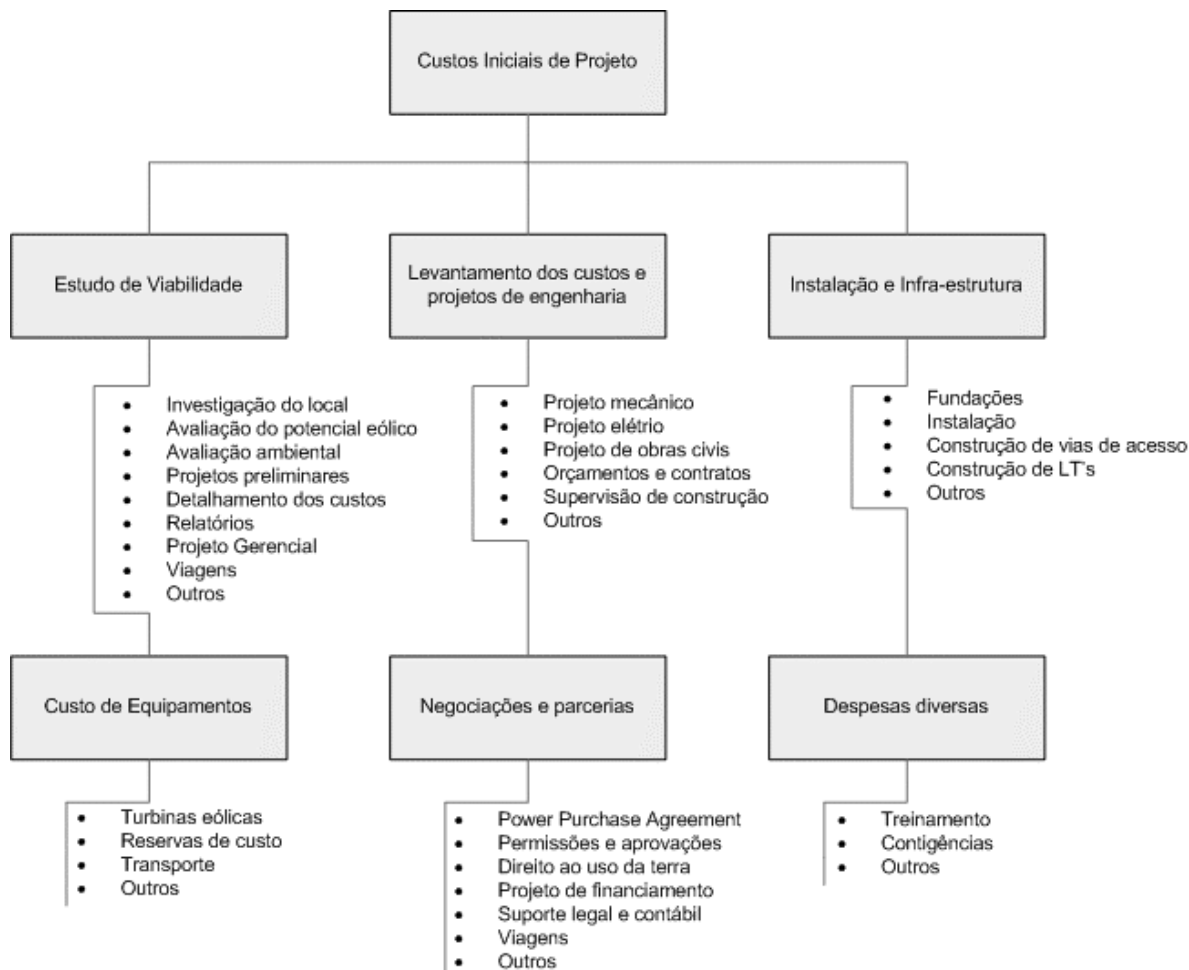 Custos Iniciais de Projeto
Estudo de Viabilidade
Levantamento dos custos e
projetos de engenharia
Instalação e Infra-estrutura
• Investigação do local
• Avaliação do potencial eólico
• Avaliação ambiental
• Projetos preliminares
• Detalhamento dos custos
• Relatórios
• Projeto Gerencial
• Viagens
• Outros
• Projeto mecânico
• Projeto elétrio
• Projeto de obras civis
• Orçamentos e contratos
• Supervisão de construção
• Outros
• Fundações
• Instalação
• Construção de vias de acesso
• Construção de LT`s
• Outros
Custo de Equipamentos
Negociações e parcerias
Despesas diversas
• Turbinas eólicas
• Reservas de custo
• Transporte
• Outros
• Power Purchase Agreement
• Permissões e aprovações
• Direito ao uso da terra
• Projeto de financiamento
• Suporte legal e contábil
• Viagens
• Outros
• Treinamento
• Contigências
• Outros